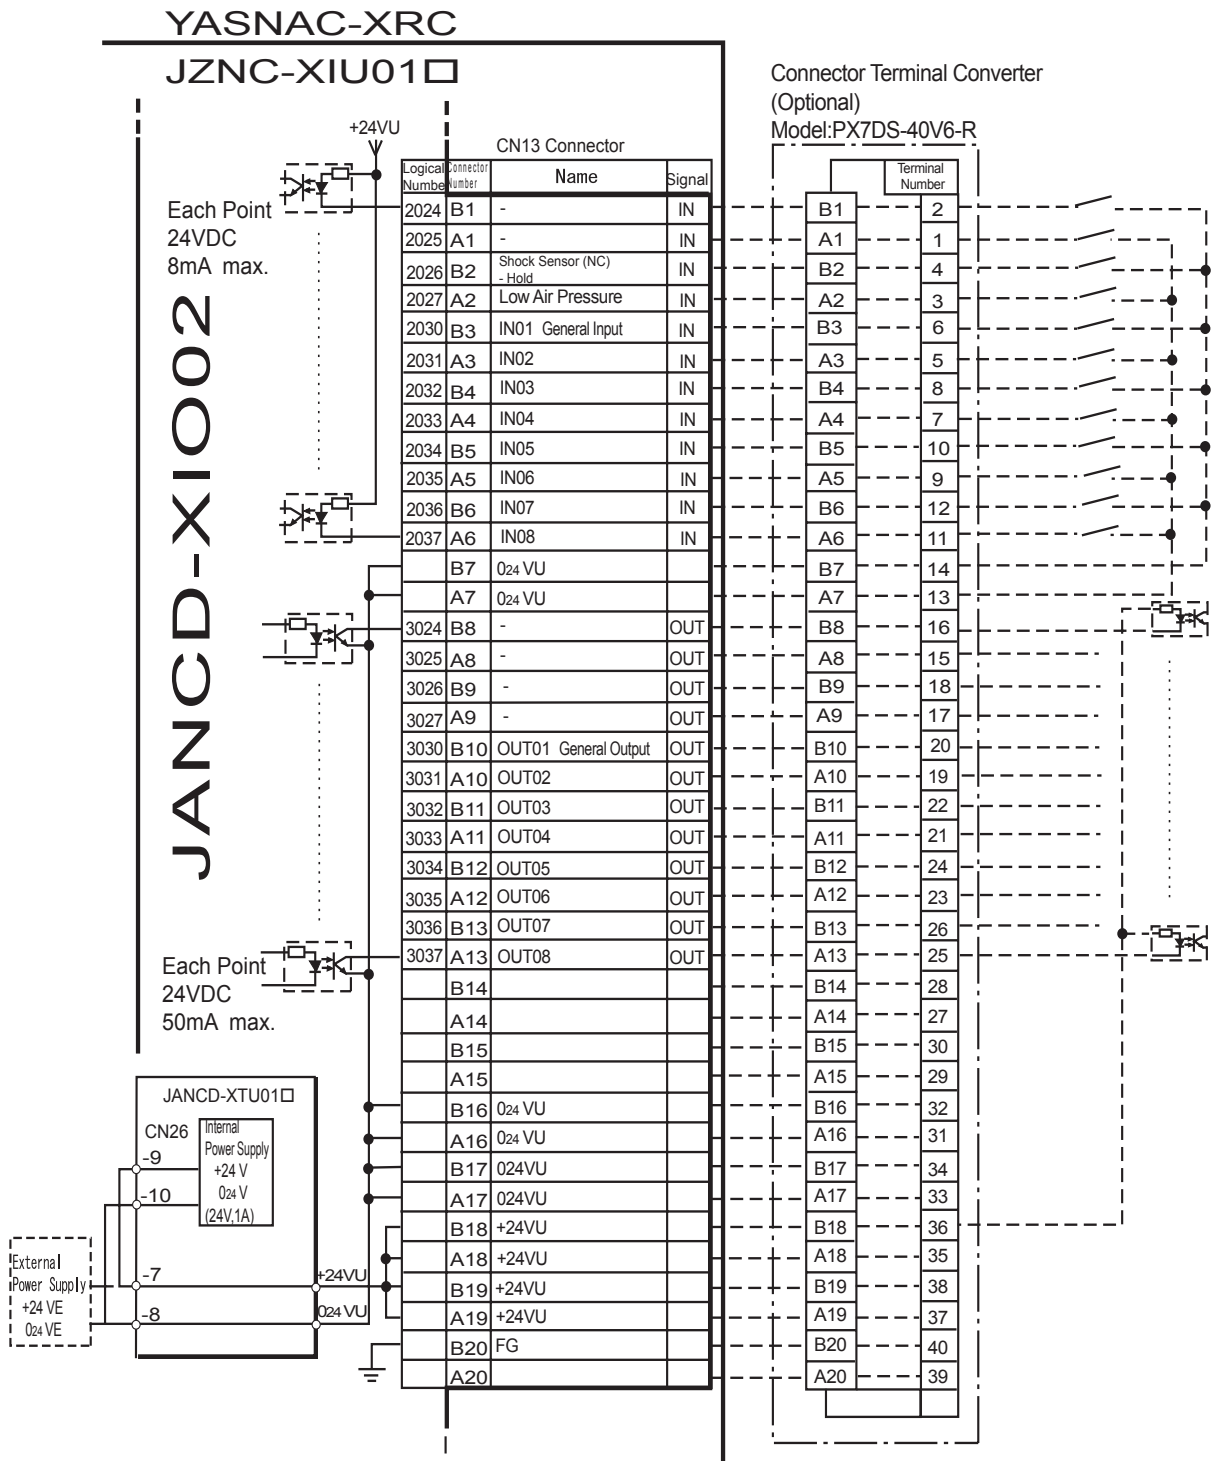 YASNAC-XRC
JZNC-XIU01□
Connector Terminal Converter
(Optional)
Model:PX7DS-40V6-R
+24VU
CN13 Connector
Logical Numbe Connector Number Name Signal
Terminal Number
Each Point
24VDC
8mA max.
JANCD-XIO02
2024 B1 - IN B1 2
2025 A1 - IN A1 1
2026 B2 Shock Sensor (NC) - Hold IN B2 4
2027 A2 Low Air Pressure IN A2 3
2030 B3 IN01 General Input IN B3 6
2031 A3 IN02 IN A3 5
2032 B4 IN03 IN B4 8
2033 A4 IN04 IN A4 7
2034 B5 IN05 IN B5 10
2035 A5 IN06 IN A5 9
2036 B6 IN07 IN B6 12
2037 A6 IN08 IN A6 11
B7 024 VU B7 14
A7 024 VU A7 13
3024 B8 - OUT B8 16
3025 A8 - OUT A8 15
3026 B9 - OUT B9 18
3027 A9 - OUT A9 17
3030 B10 OUT01 General Output OUT B10 20
3031 A10 OUT02 OUT A10 19
3032 B11 OUT03 OUT B11 22
3033 A11 OUT04 OUT A11 21
3034 B12 OUT05 OUT B12 24
3035 A12 OUT06 OUT A12 23
3036 B13 OUT07 OUT B13 26
3037 A13 OUT08 OUT A13 25
Each Point
24VDC
50mA max.
B14 B14 28
A14 A14 27
B15 B15 30
A15 A15 29
B16 024 VU B16 32
A16 024 VU A16 31
B17 024VU B17 34
A17 024VU A17 33
B18 +24VU B18 36
A18 +24VU A18 35
B19 +24VU B19 38
A19 +24VU A19 37
B20 FG B20 40
A20 A20 39
JANCD-XTU01□
CN26
Internal
Power Supply
+24 V
024 V
(24V,1A)
-9
-10
-7
-8
+24VU
024 VU
External
Power Supply
+24 VE
024 VE